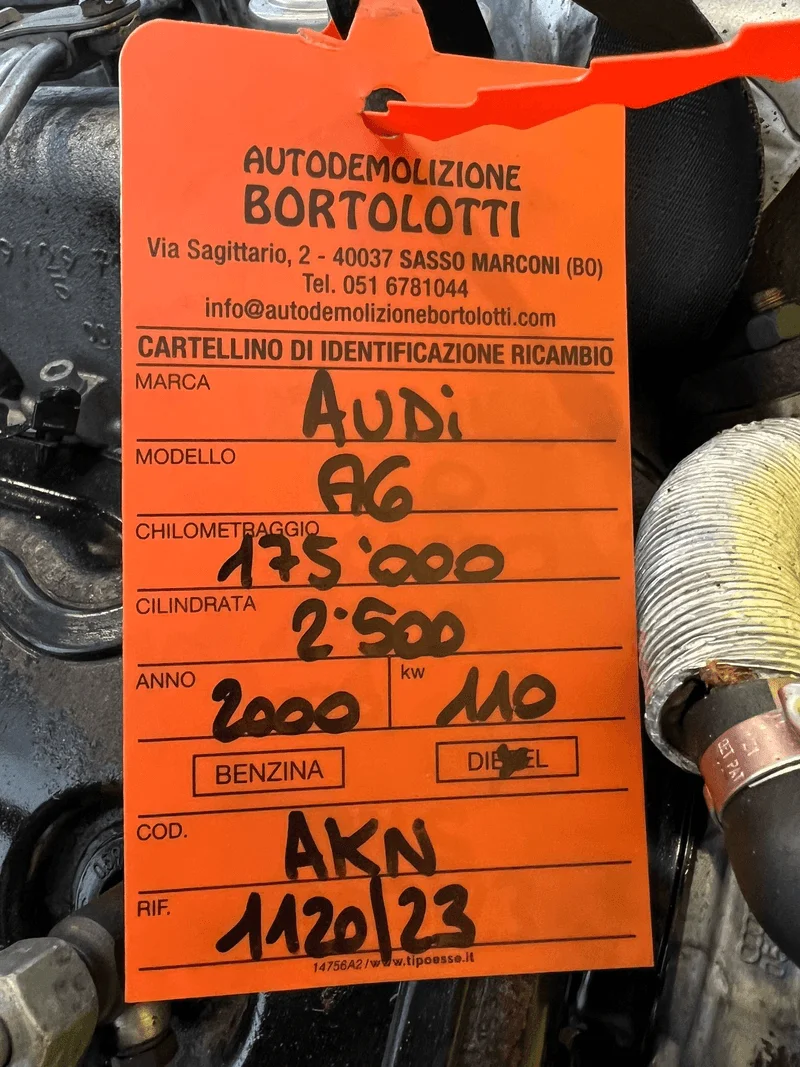 AUTODEMOLIZIONE
BORTOLOTTI
Via Sagittario, 2 - 40037 SASSO MARCONI (BO)
Tel. 051 6781044
info@autodemolizionebortolotti.com
CARTELLINO DI IDENTIFICAZIONE RICAMBIO
MARCA
AUDi
MODELLO
A6
CHILOMETRAGGIO
175'000
CILINDRATA
2'500
ANNO 2000 kw 110
BENZINA DIESEL
COD.
AKN
RIF.
1120/23
14756A2/www.tipoesse.it